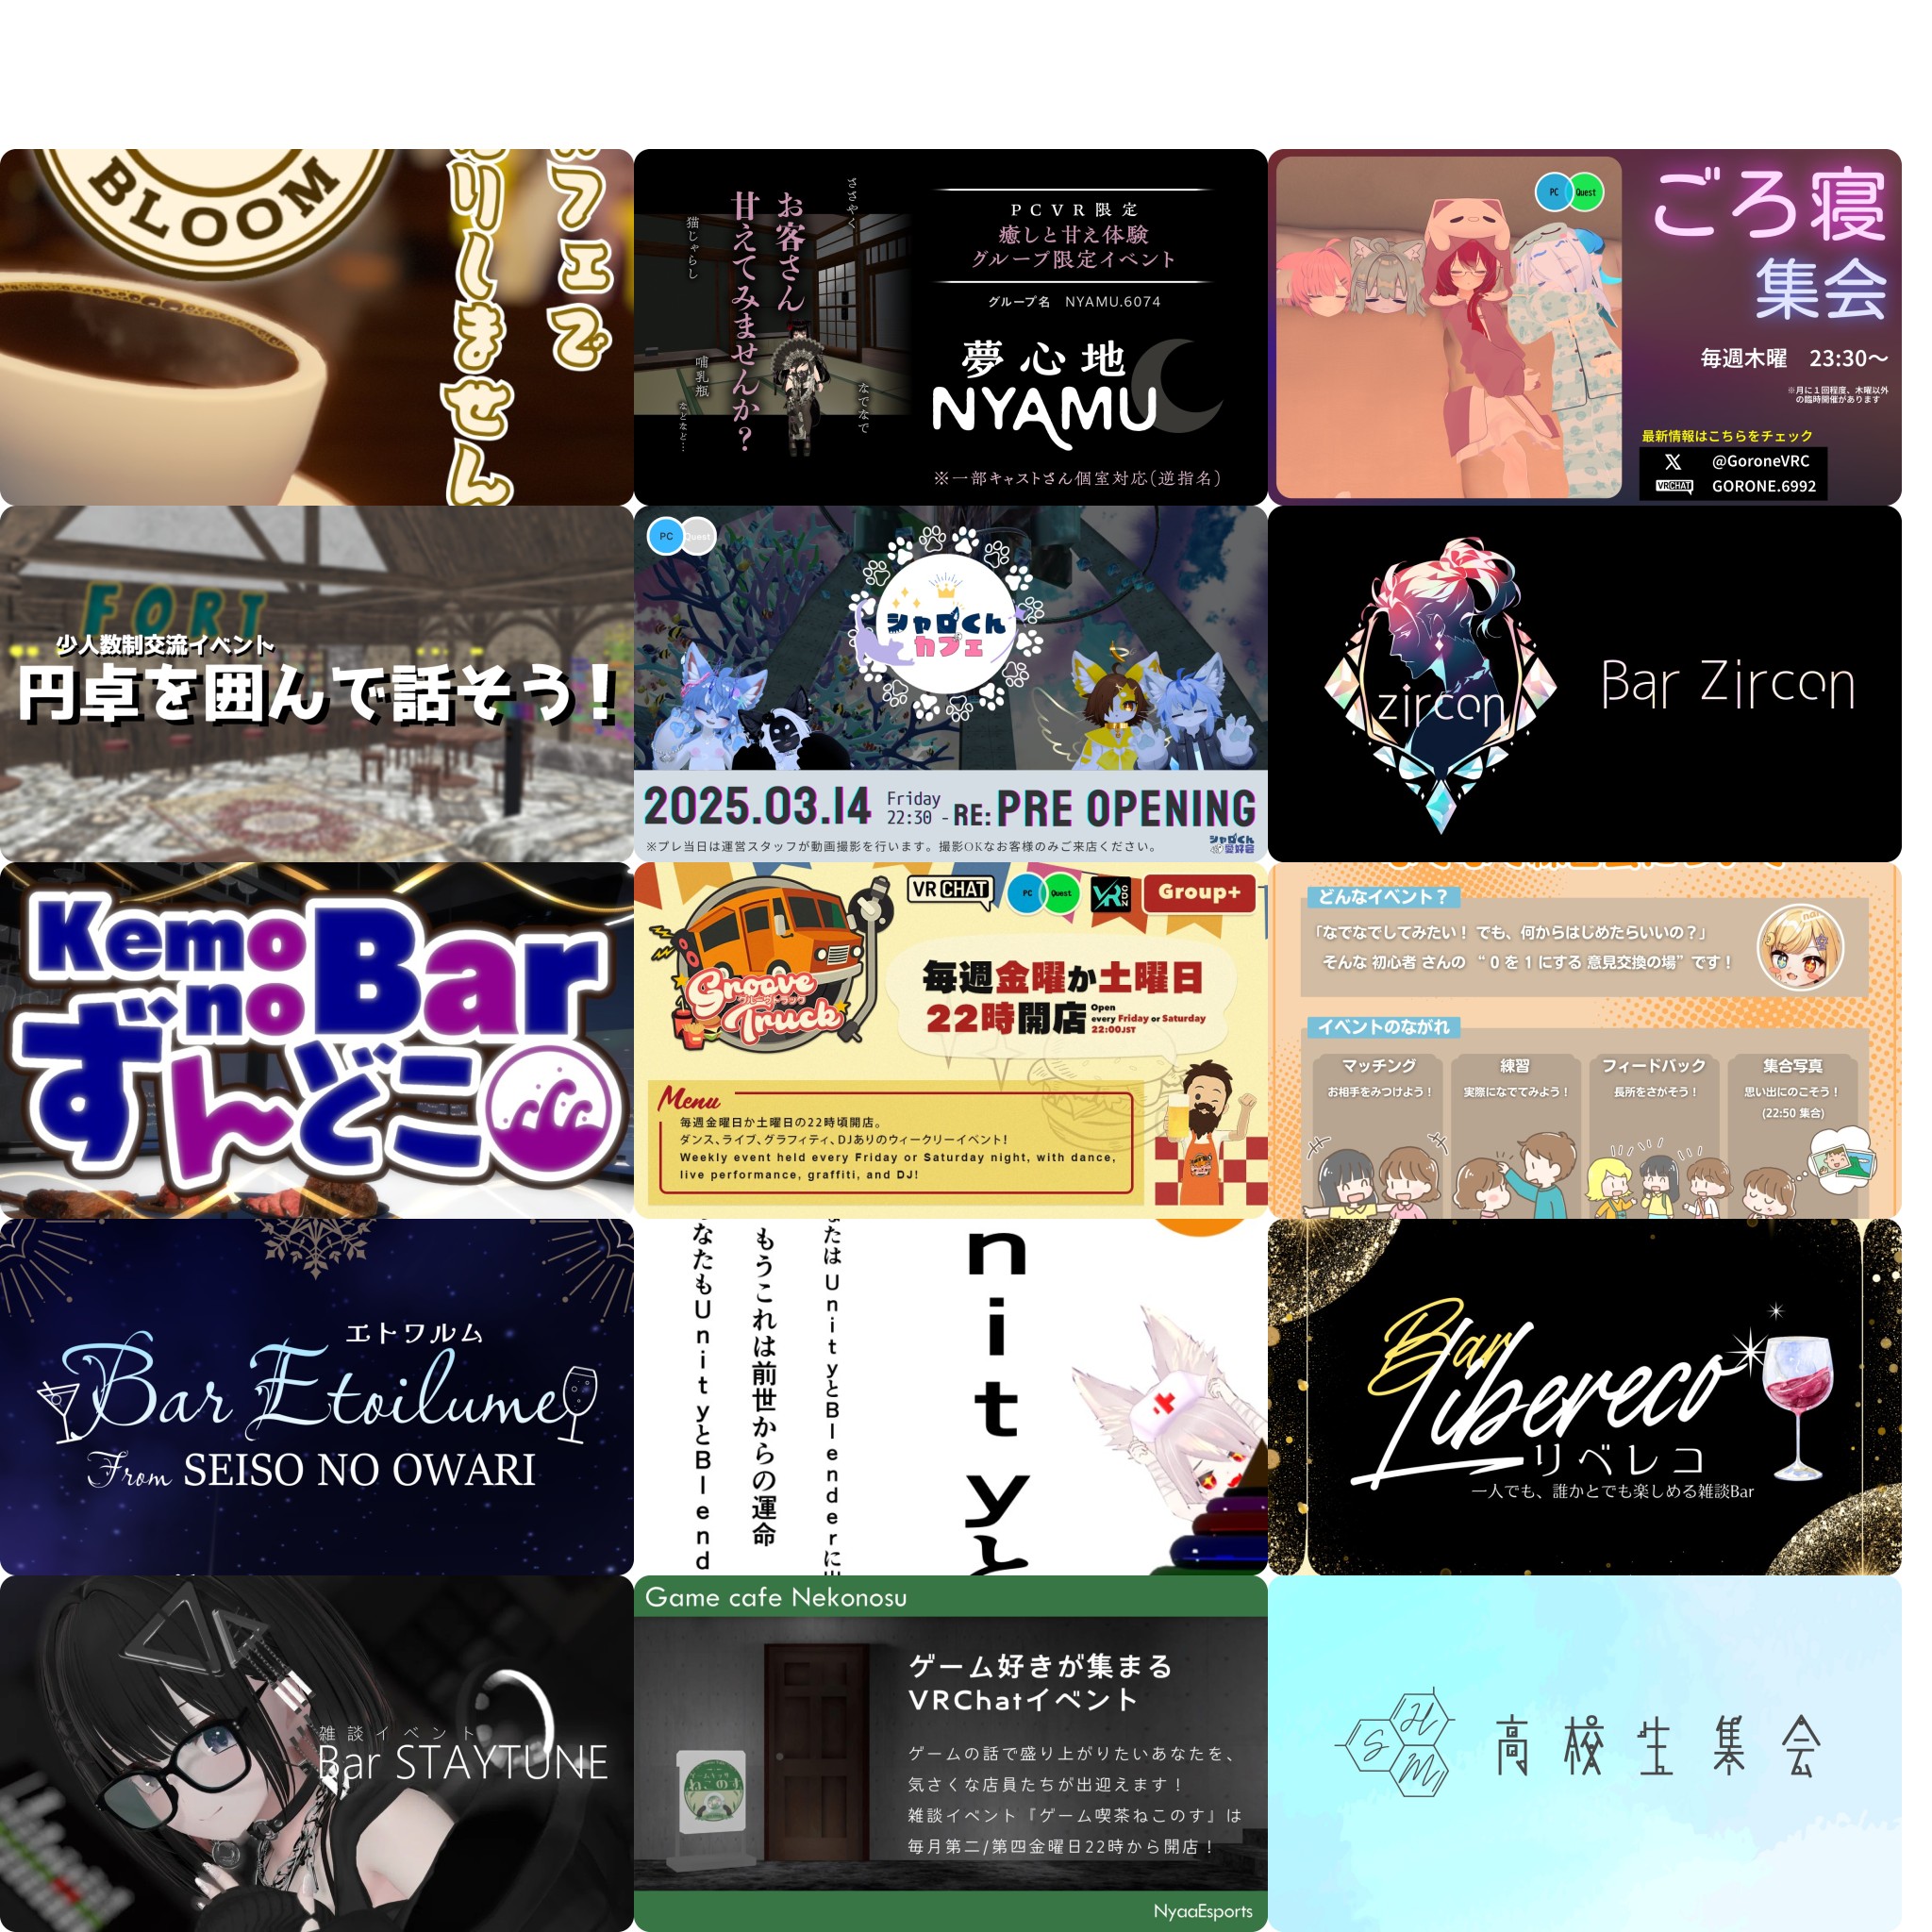 BLOOM
フェで
りしません
ささやく
お客さん
甘えてみませんか?
猫じゃらし
哺乳瓶
なでなで
などなど…
PCVR限定
癒しと甘え体験
グループ限定イベント
グループ名 NYAMU.6074
夢心地
NYAMU
※一部キャストさん個室対応(逆指名)
PC Quest
ごろ寝
集会
毎週木曜 23:30〜
※月に1回程度、木曜以外
の臨時開催があります
最新情報はこちらをチェック
X @GoroneVRC
VRCHAT GORONE.6992
FORT
少人数制交流イベント
円卓を囲んで話そう!
PC Quest
シャロくん
カフェ
2025.03.14 Friday
22:30 - RE: PRE OPENING
※プレ当日は運営スタッフが動画撮影を行います。撮影OKなお客様のみご来店ください。
シャロくん
愛好会
zircon
Bar Zircon
Kemo
no Bar
ずんどこ
Groove
グルーヴトラック
Truck
VRCHAT
PC Quest
Group+
毎週金曜か土曜日
22時開店
Open
every Friday or Saturday
22:00JST
Menu
毎週金曜日か土曜日の22時頃開店。
ダンス、ライブ、グラフィティ、DJありのウィークリーイベント!
Weekly event held every Friday or Saturday night, with dance,
live performance, graffiti, and DJ!
どんなイベント?
「なでなでしてみたい! でも、何からはじめたらいいの?」
そんな 初心者 さんの “ 0 を 1 にする 意見交換の場” です!
イベントのながれ
マッチング
お相手をみつけよう!
練習
実際になでてみよう!
フィードバック
長所をさがそう!
集合写真
思い出にのこそう!
(22:50 集合)
エトワルム
Bar Etoilume
From SEISO NO OWARI
nityと
なたは UnityとBlenderに
もうこれは前世からの運命
なたもUnityとBlend
Bar
Libereco
リベレコ
一人でも、誰かとでも楽しめる雑談Bar
雑談イベント
Bar STAYTUNE
Game cafe Nekonosu
ねこのす
ゲーム好きが集まる
VRChatイベント
ゲームの話で盛り上がりたいあなたを、
気さくな店員たちが出迎えます!
雑談イベント『ゲーム喫茶ねこのす』は
毎月第二/第四金曜日22時から開店!
NyaaEsports
S H M
高校生集会